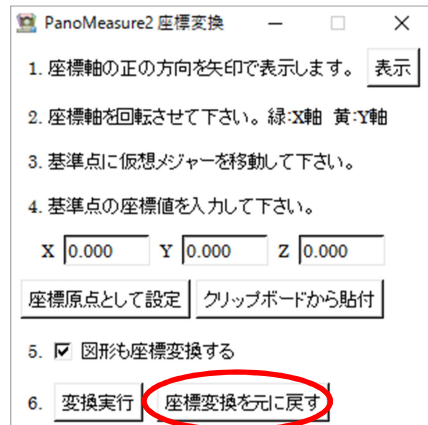 PanoMeasure2 座標変換
1. 座標軸の正の方向を矢印で表示します。 表示
2. 座標軸を回転させて下さい。緑:X軸 黄:Y軸
3. 基準点に仮想メジャーを移動して下さい。
4. 基準点の座標値を入力して下さい。
X 0.000 Y 0.000 Z 0.000
座標原点として設定 クリップボードから貼付
5. 図形も座標変換する
6. 変換実行 座標変換を元に戻す